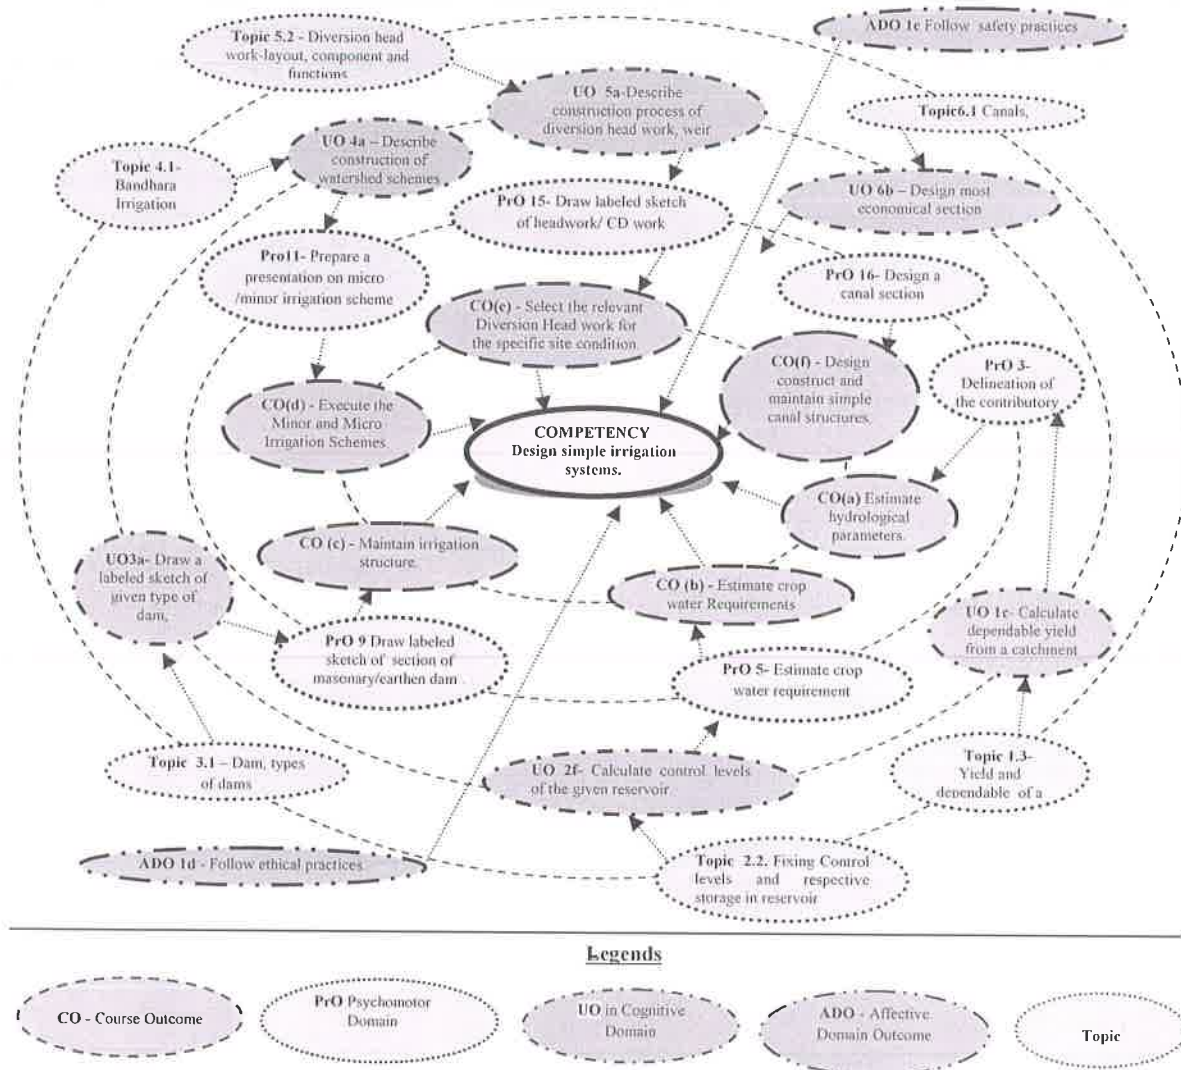 Topic 5.2 - Diversion head
work-layout, component and
functions
ADO 1e Follow safety practices
UO 5a-Describe
construction process of
diversion head work, weir
Topic6.1 Canals,
UO 4a – Describe
construction of
watershed schemes
Topic 4.1-
Bandhara
Irrigation
UO 6b – Design most
economical section
PrO 15- Draw labeled sketch
of headwork/ CD work
Pro11- Prepare a
presentation on micro
/minor irrigation scheme
PrO 16- Design a
canal section
CO(e) - Select the relevant
Diversion Head work for
the specific site condition.
CO(f) - Design
construct and
maintain simple
canal structures.
PrO 3-
Delineation of
the contributory
CO(d) - Execute the
Minor and Micro
Irrigation Schemes.
COMPETENCY
Design simple irrigation
systems.
CO(a) Estimate
hydrological
parameters.
CO (c) - Maintain irrigation
structure.
UO3a- Draw a
labeled sketch of
given type of
dam,
CO (b) - Estimate crop
water Requirements
UO 1c- Calculate
dependable yield
from a catchment
PrO 9 Draw labeled
sketch of section of
masonary/earthen dam
PrO 5- Estimate crop
water requirement
Topic 3.1 – Dam, types
of dams
UO 2f- Calculate control levels
of the given reservoir.
Topic 1.3-
Yield and
dependable of a
ADO 1d - Follow ethical practices.
Topic 2.2. Fixing Control
levels and respective
storage in reservoir
Legends
CO - Course Outcome
PrO Psychomotor
Domain
UO in Cognitive
Domain
ADO - Affective
Domain Outcome
Topic